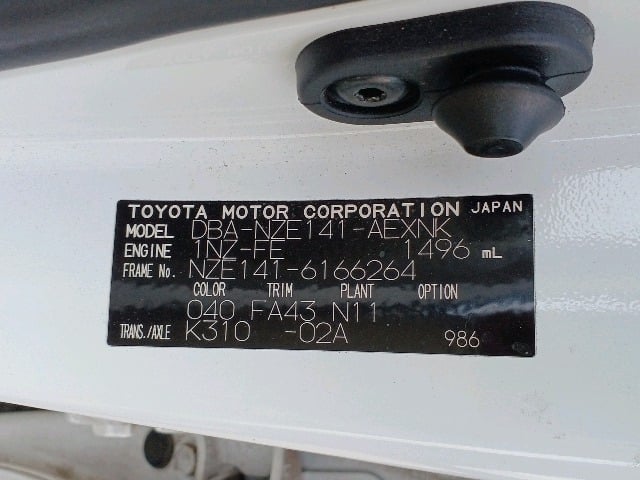 TOYOTA MOTOR CORPORATION JAPAN
MODEL DBA-NZE141-AEXNK
ENGINE 1NZ-FE 1496 mL
FRAME No. NZE141-6166264
COLOR TRIM PLANT OPTION
040 FA43 N11
TRANS./AXLE K310 -02A 986